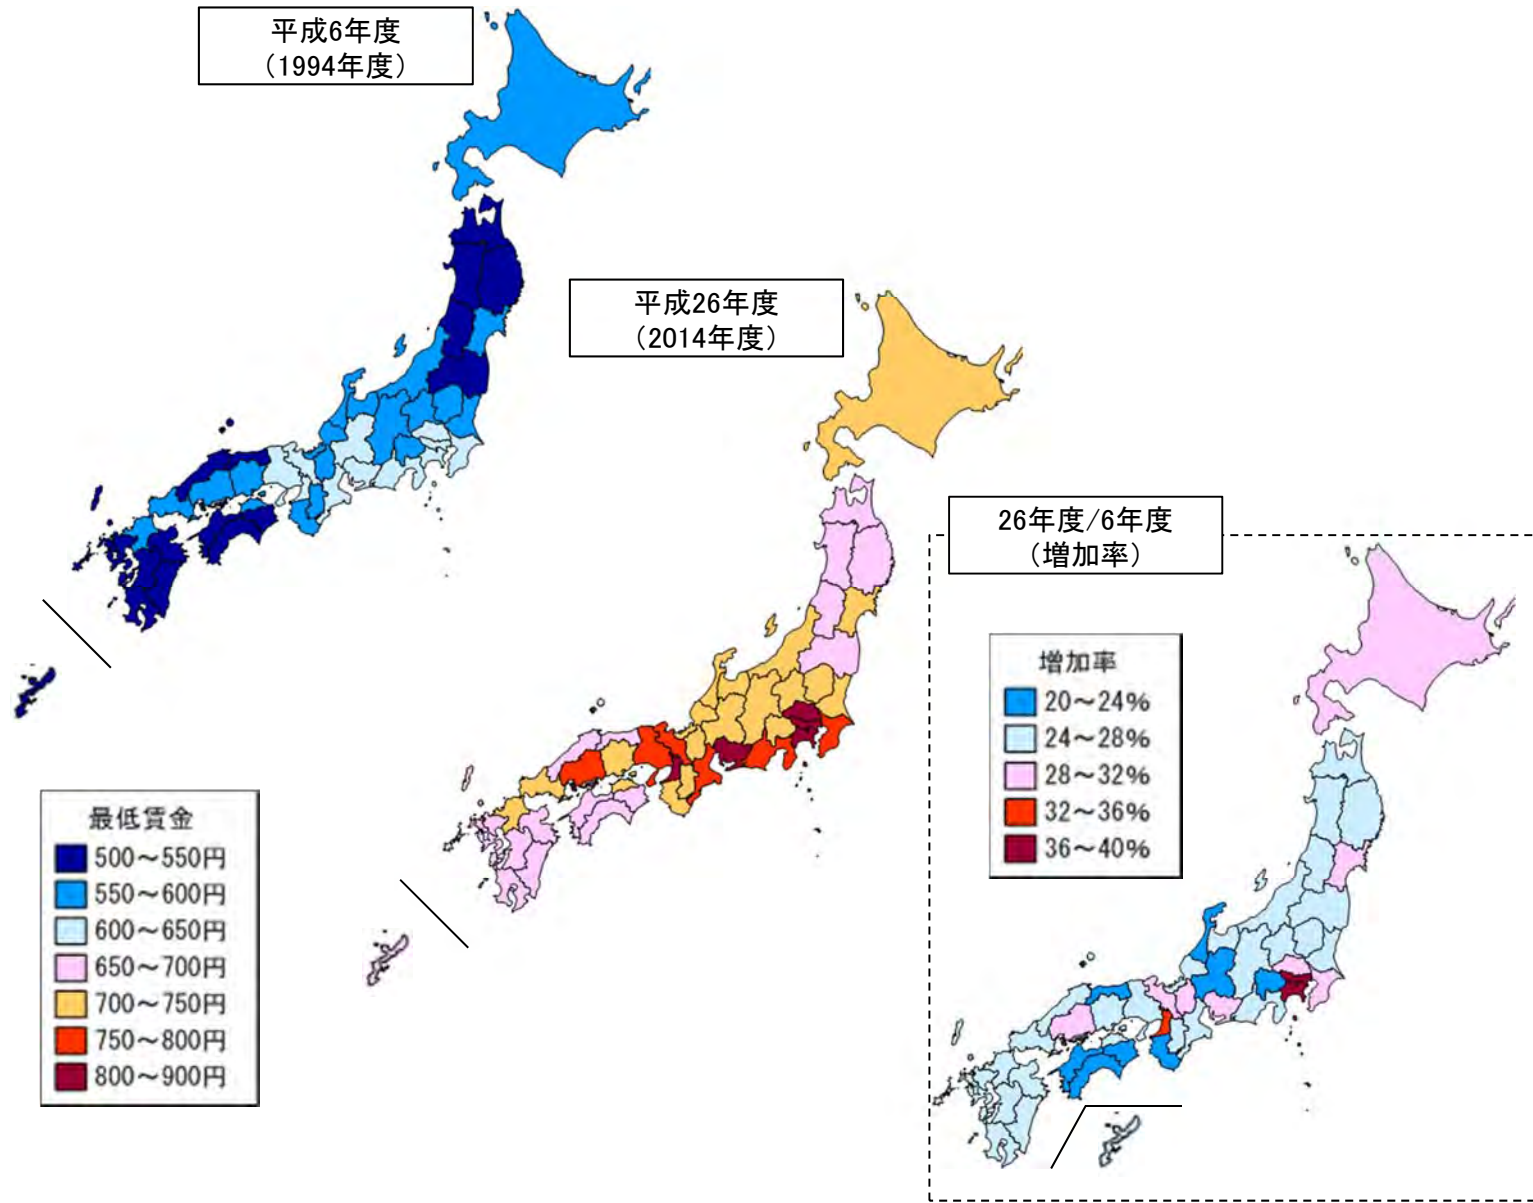 平成6年度
（1994年度）
平成26年度
（2014年度）
26年度/6年度
（増加率）
増加率
20～24%
24～28%
28～32%
32～36%
36～40%
最低賃金
500～550円
550～600円
600～650円
650～700円
700～750円
750～800円
800～900円